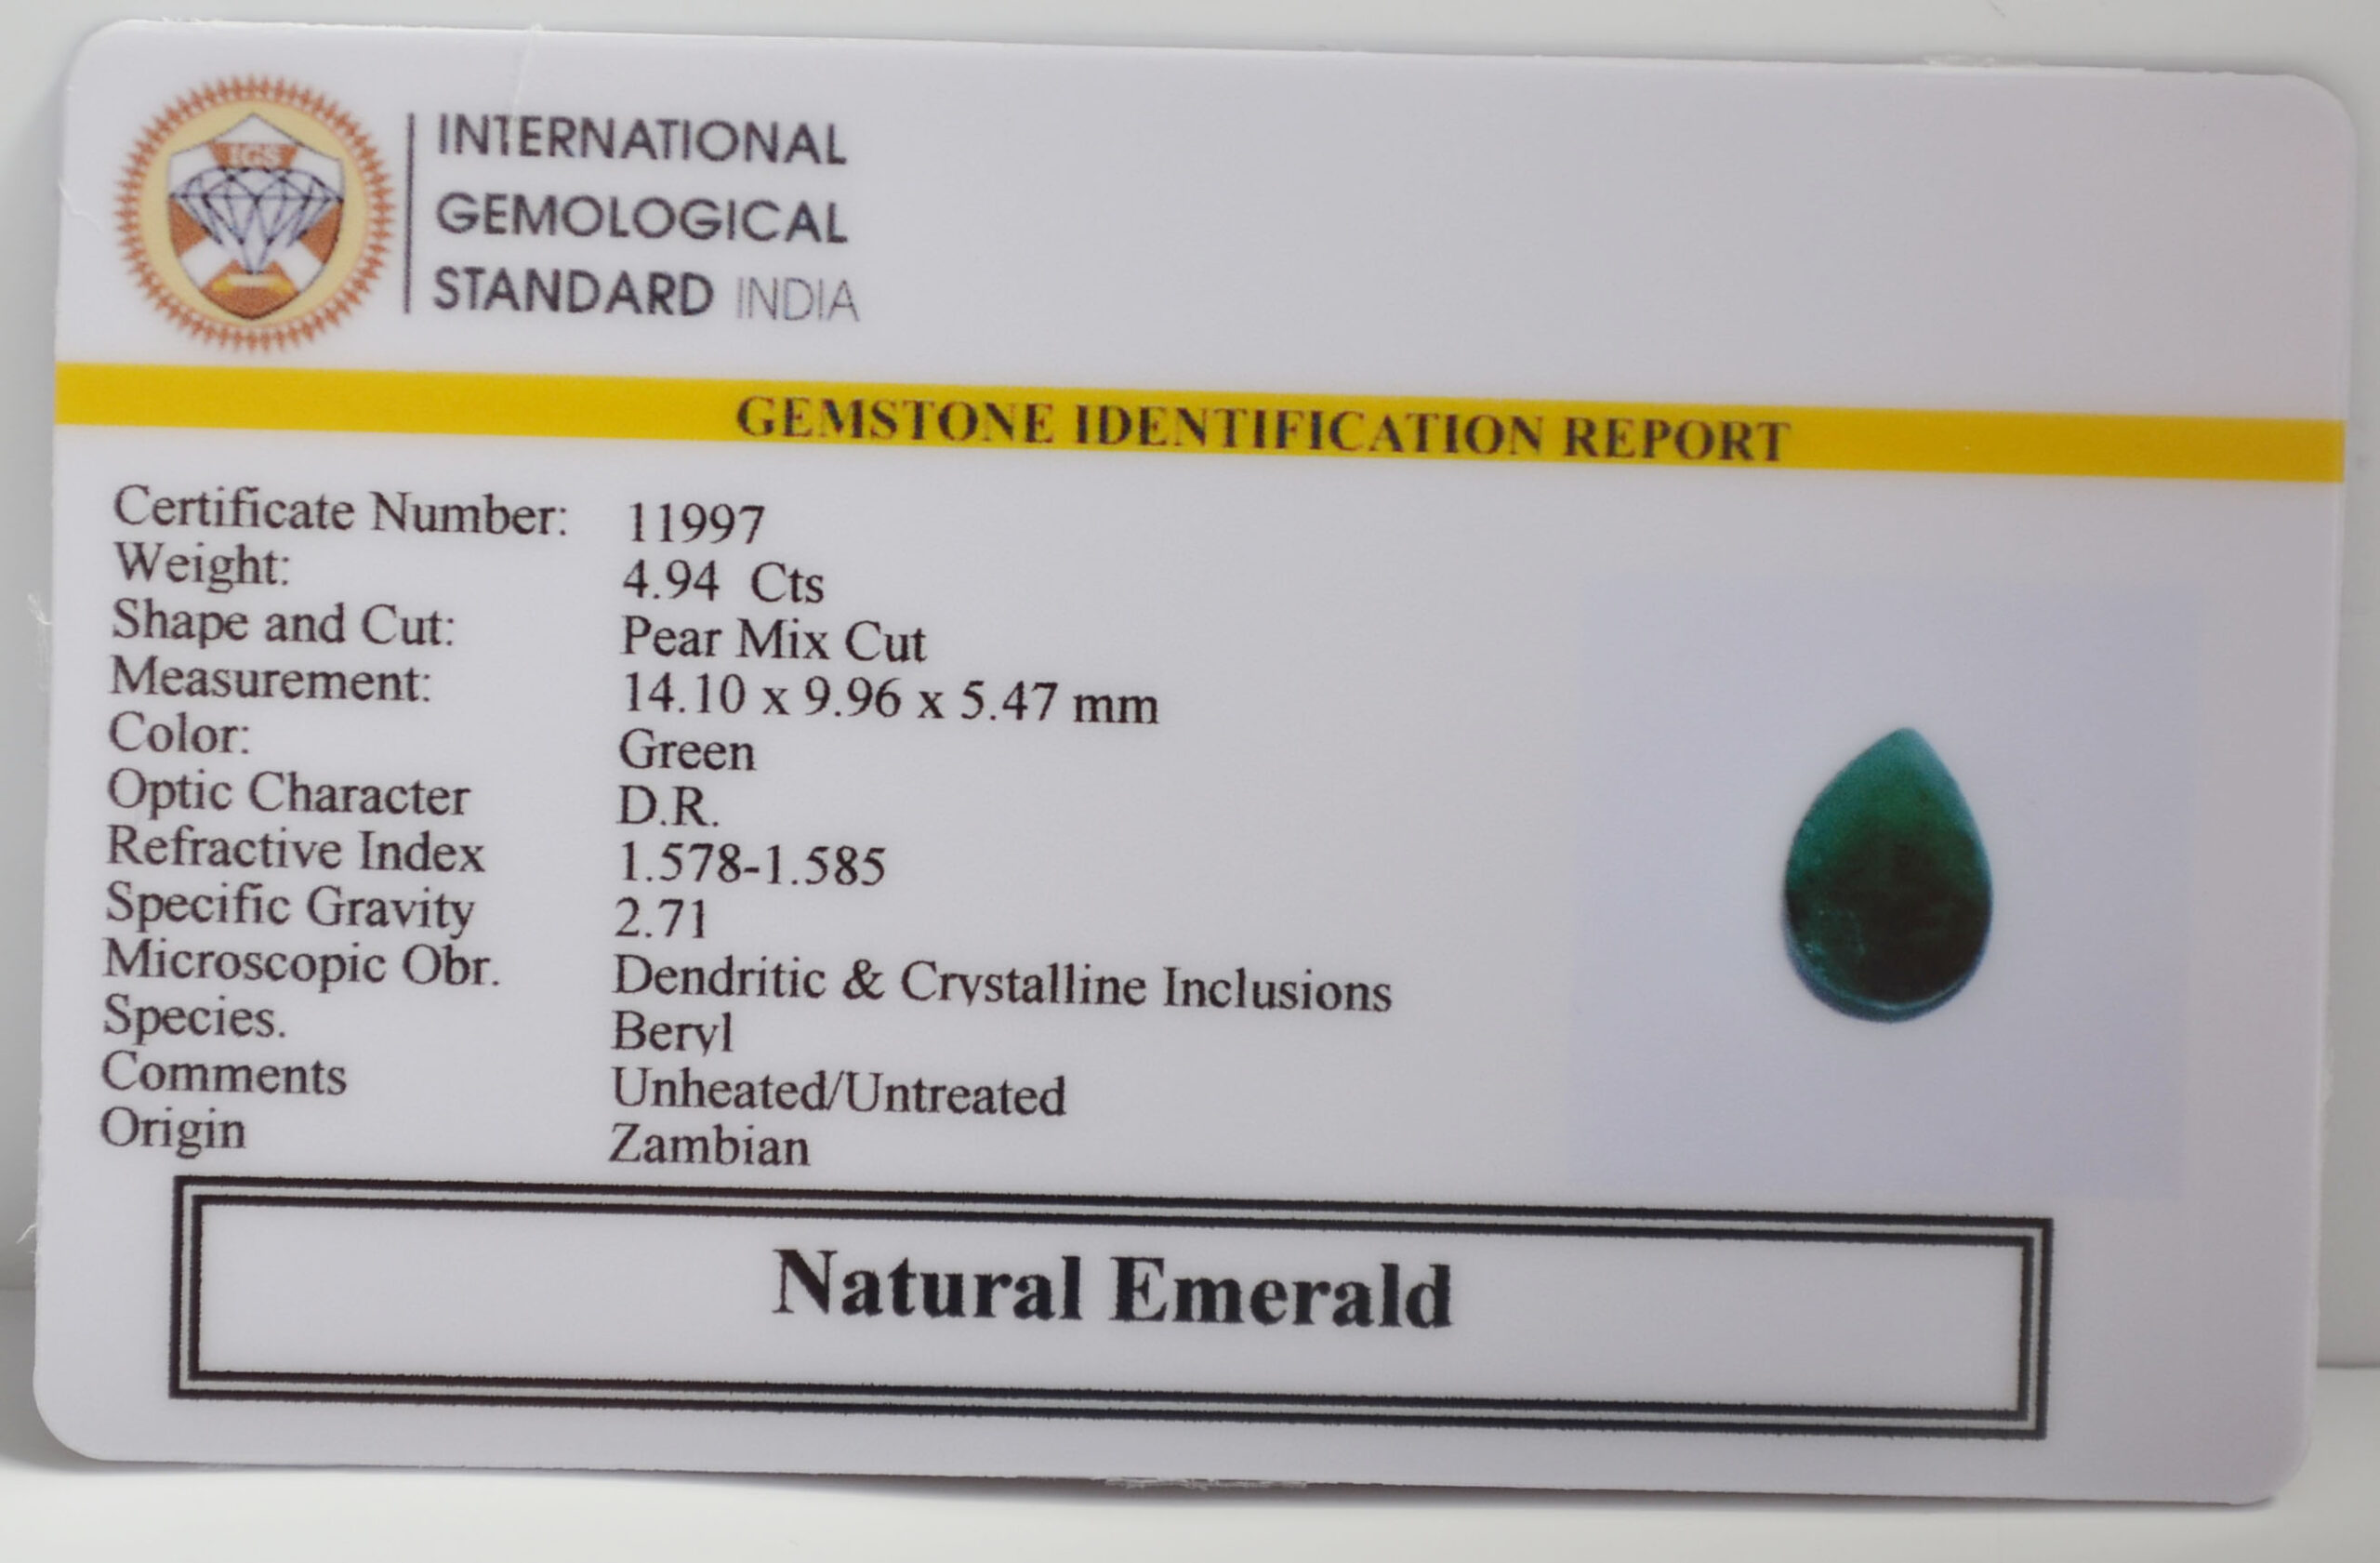 IGS
INTERNATIONAL
GEMOLOGICAL
STANDARD INDIA
GEMSTONE IDENTIFICATION REPORT
Certificate Number: 11997
Weight: 4.94 Cts
Shape and Cut: Pear Mix Cut
Measurement: 14.10 x 9.96 x 5.47 mm
Color: Green
Optic Character D.R.
Refractive Index 1.578-1.585
Specific Gravity 2.71
Microscopic Obr. Dendritic & Crystalline Inclusions
Species. Beryl
Comments Unheated/Untreated
Origin Zambian
Natural Emerald